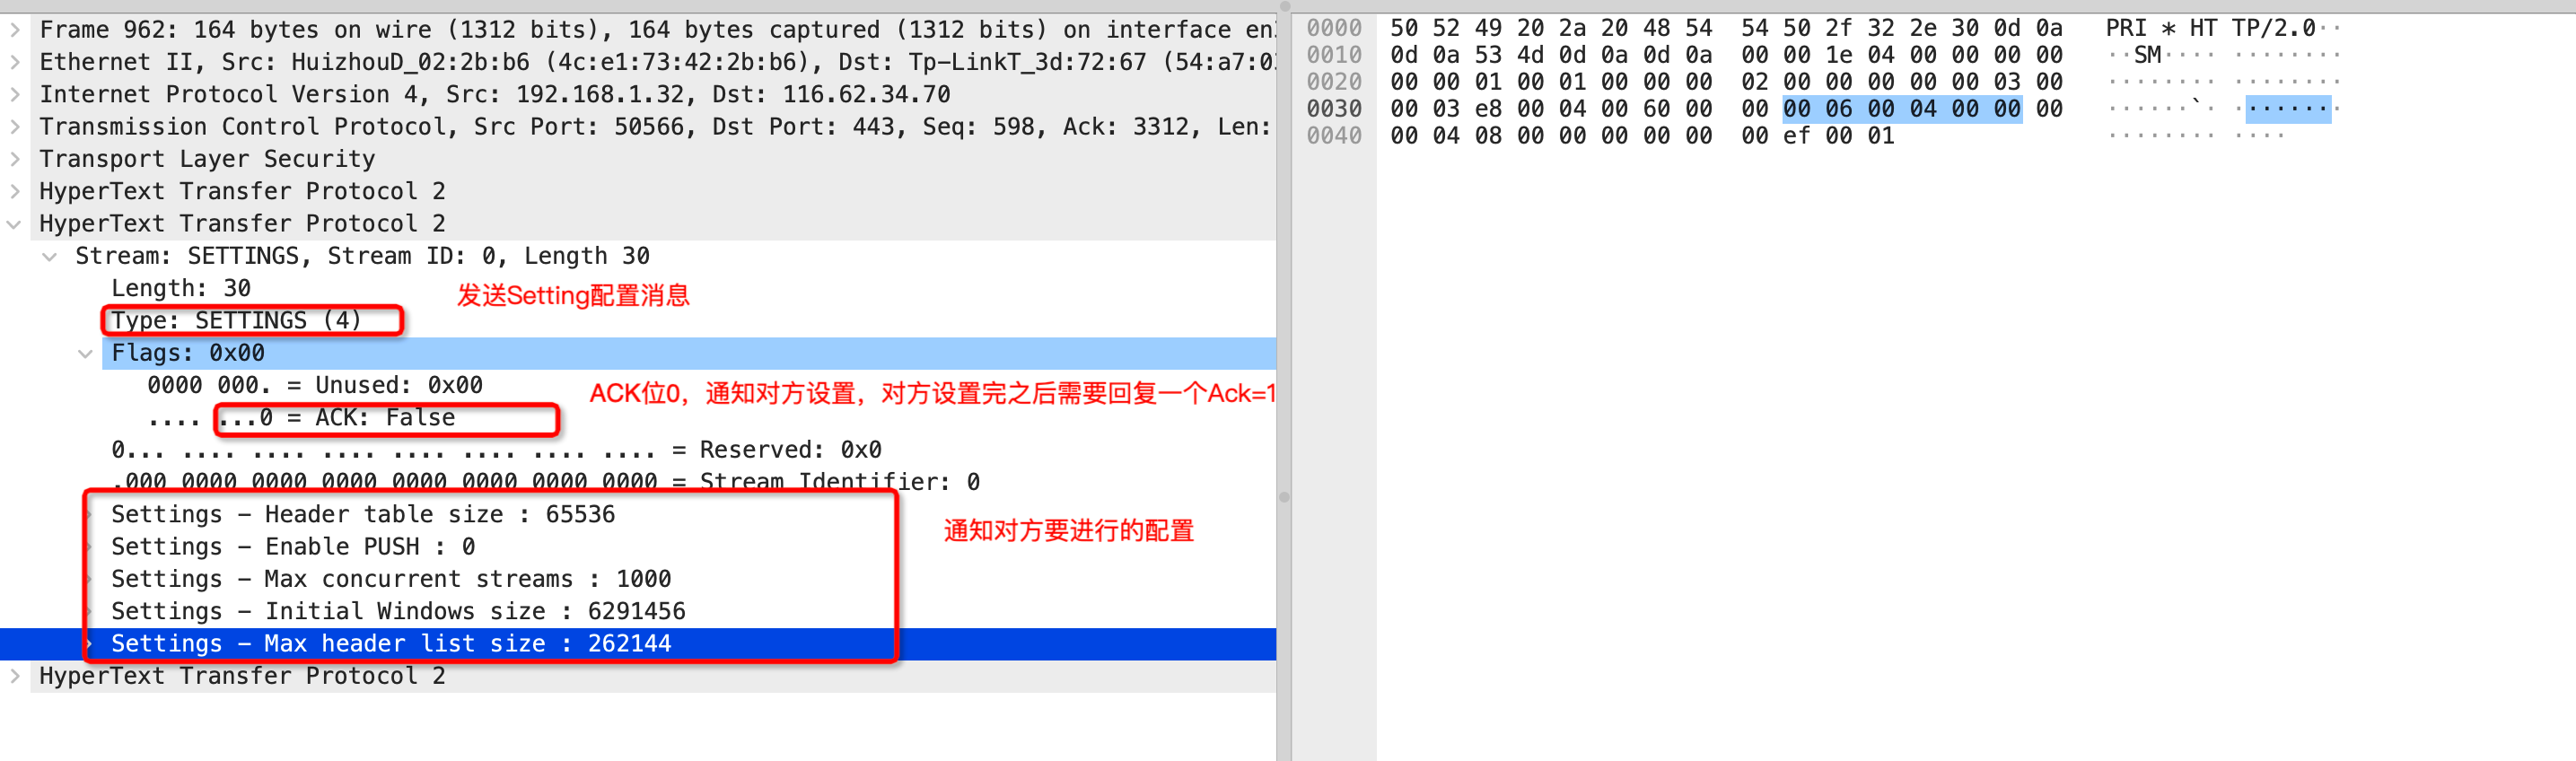 Frame 962: 164 bytes on wire (1312 bits), 164 bytes captured (1312 bits) on interface
Ethernet II, Src: HuizhouD_02:2b:b6 (4c:e1:73:42:2b:b6), Dst: Tp-LinkT_3d:72:67 (54:a7:0
Internet Protocol Version 4, Src: 192.168.1.32, Dst: 116.62.34.70
Transmission Control Protocol, Src Port: 50566, Dst Port: 443, Seq: 598, Ack: 3312, Len:
Transport Layer Security
HyperText Transfer Protocol 2
HyperText Transfer Protocol 2
Stream: SETTINGS, Stream ID: 0, Length 30
Length: 30
发送Setting配置消息
Type: SETTINGS (4)
Flags: 0x00
0000 000. = Unused: 0x00
ACK位0，通知对方设置，对方设置完之后需要回复一个Ack=1
.... ...0 = ACK: False
0... .... .... .... .... .... .... .... = Reserved: 0x0
.000 0000 0000 0000 0000 0000 0000 0000 = Stream Identifier: 0
Settings - Header table size : 65536
通知对方要进行的配置
Settings - Enable PUSH : 0
Settings - Max concurrent streams : 1000
Settings - Initial Windows size : 6291456
Settings - Max header list size : 262144
HyperText Transfer Protocol 2
0000 50 52 49 20 2a 20 48 54 54 50 2f 32 2e 30 0d 0a PRI * HT TP/2.0··
0010 0d 0a 53 4d 0d 0a 0d 0a 00 00 1e 04 00 00 00 00 ··SM···· ········
0020 00 00 01 00 01 00 00 00 02 00 00 00 00 00 03 00 ········ ········
0030 00 03 e8 00 04 00 60 00 00 00 06 00 04 00 00 00 ······`· ········
0040 00 04 08 00 00 00 00 00 00 ef 00 01 ········ ····